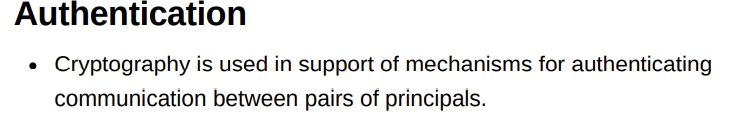 Authentication
• Cryptography is used in support of mechanisms for authenticating
communication between pairs of principals.